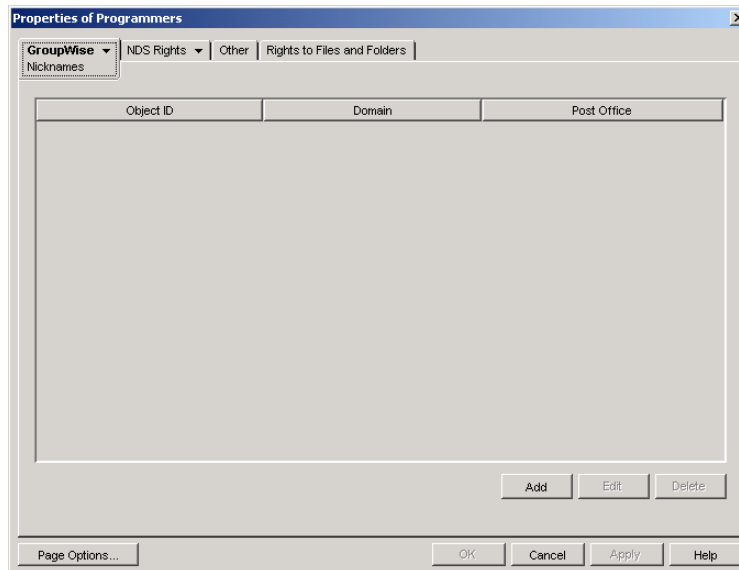 Properties of Programmers
GroupWise NDS Rights Other Rights to Files and Folders
Nicknames
Object ID Domain Post Office
Add Edit Delete
Page Options... OK Cancel Apply Help